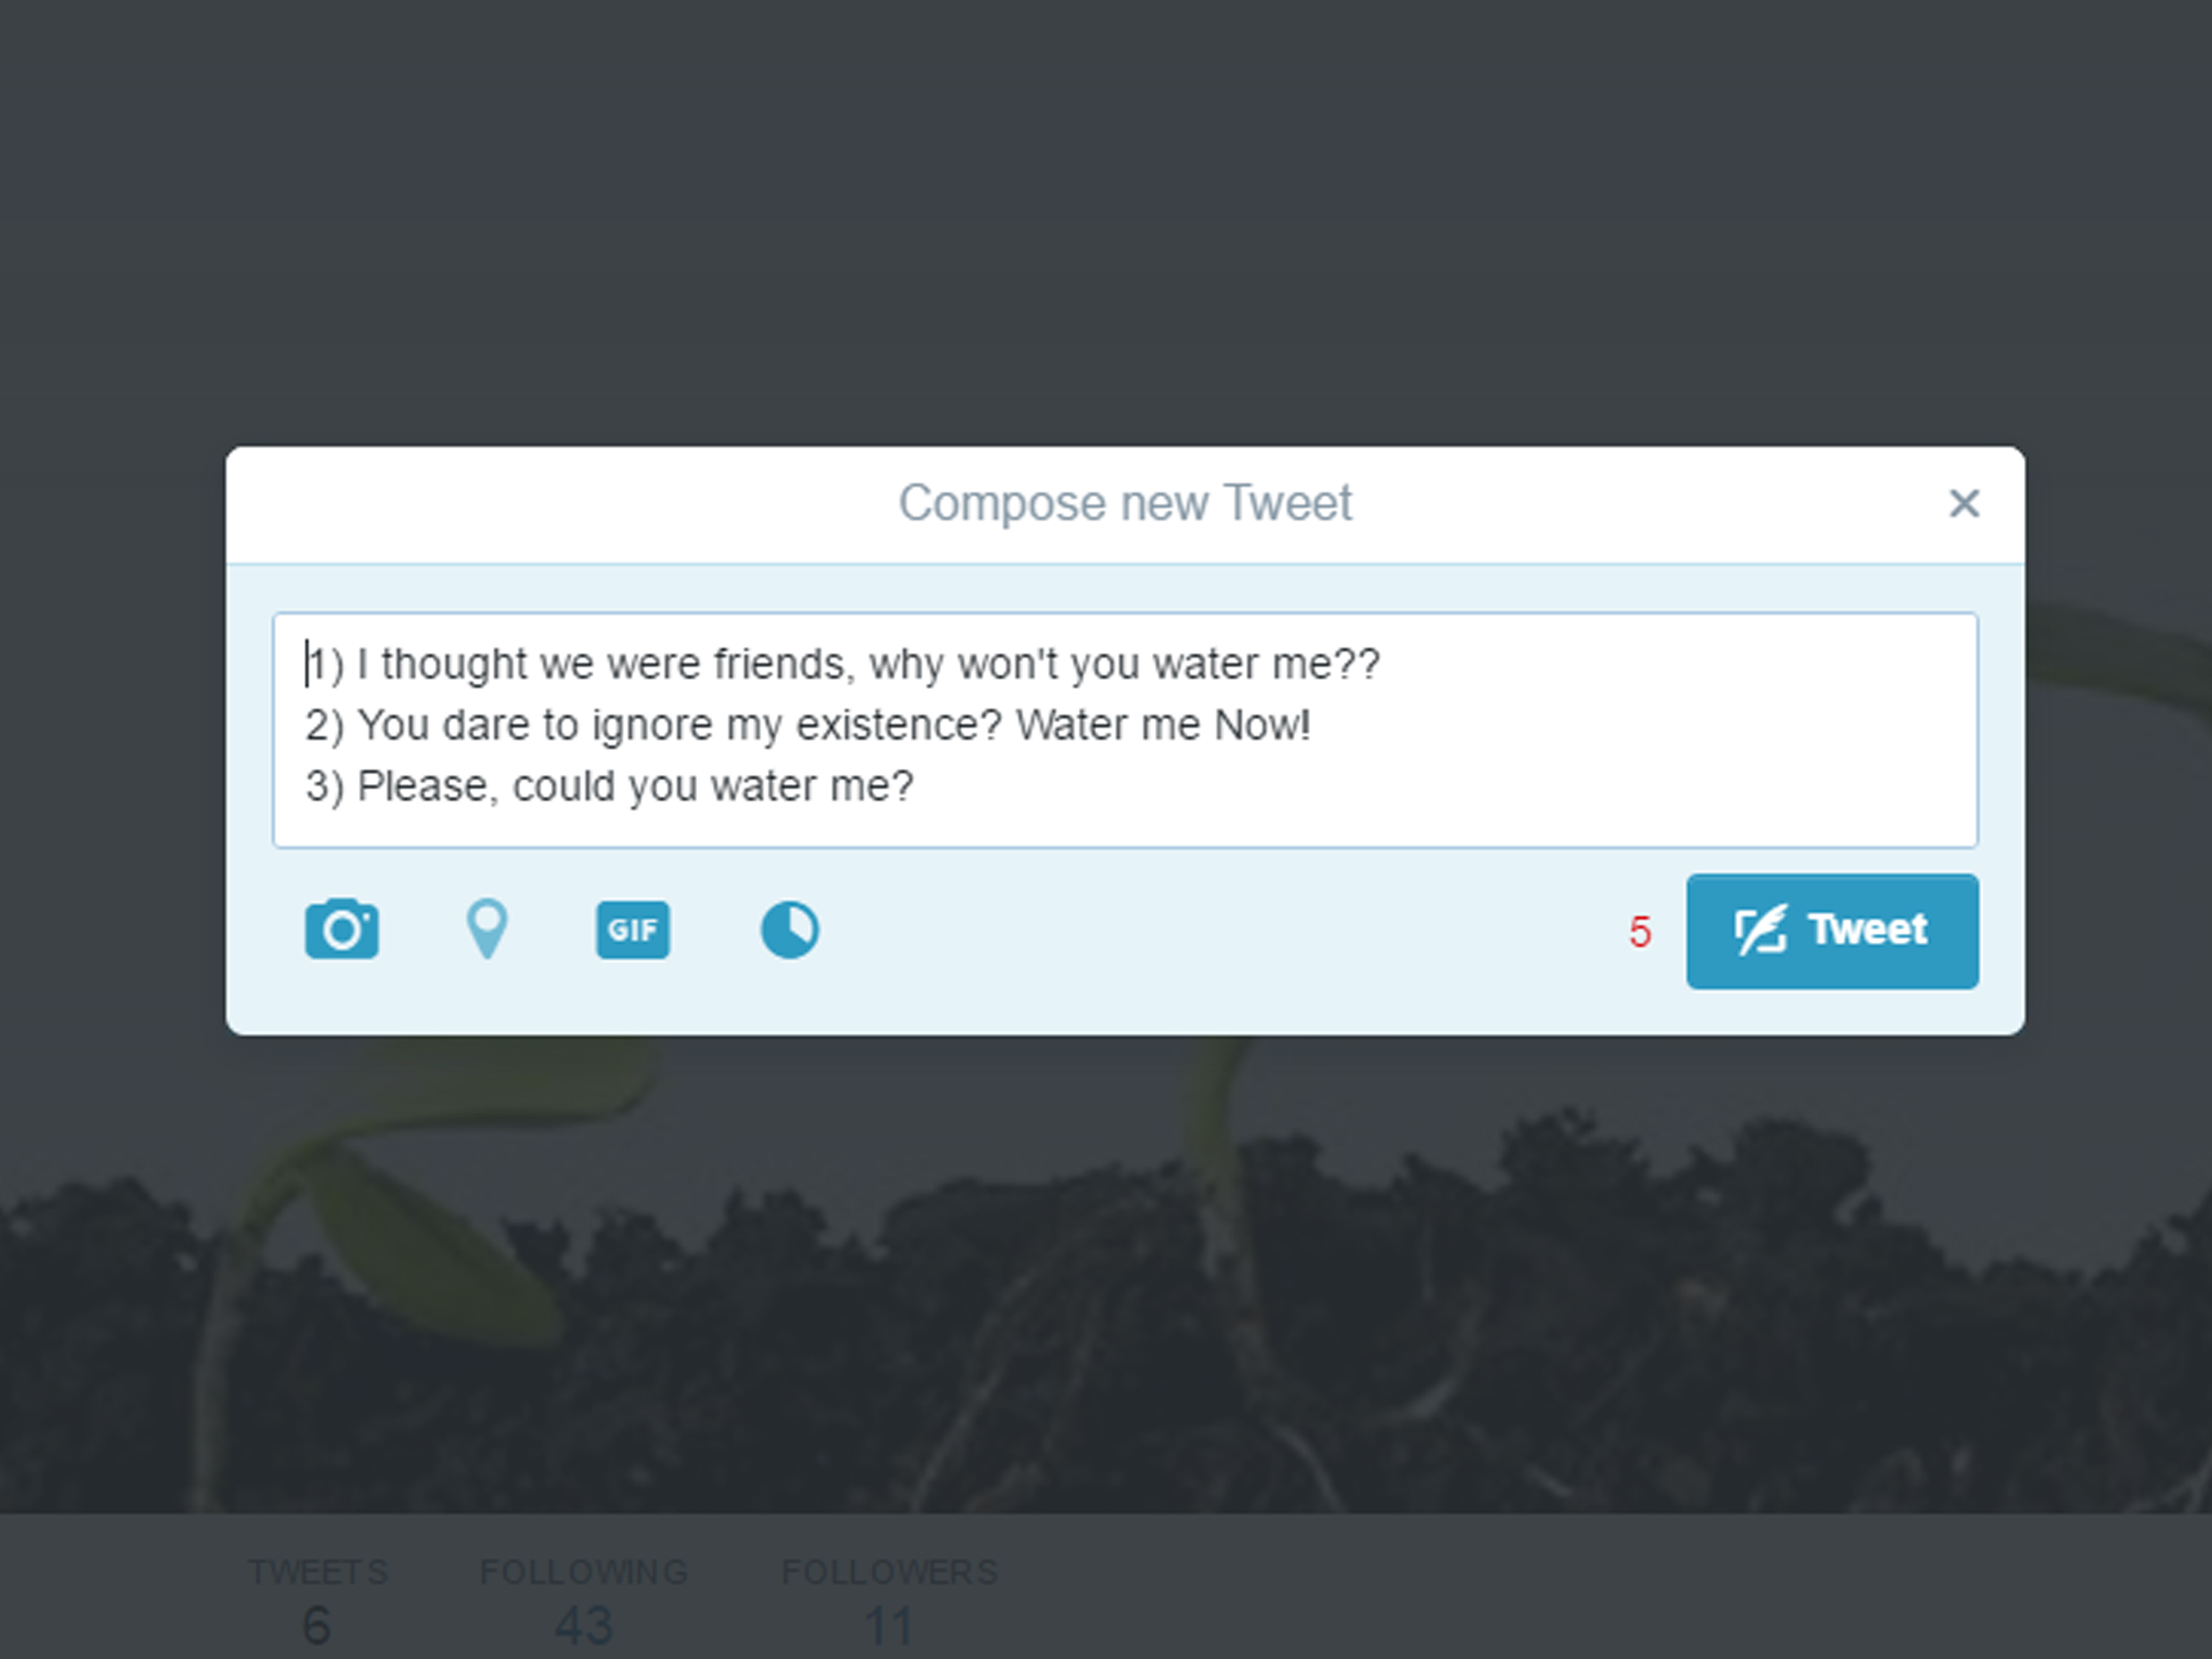 Compose new Tweet
1) I thought we were friends, why won't you water me??
2) You dare to ignore my existence? Water me Now!
3) Please, could you water me?
GIF
5
Tweet
TWEETS FOLLOWING FOLLOWERS
6 43 11